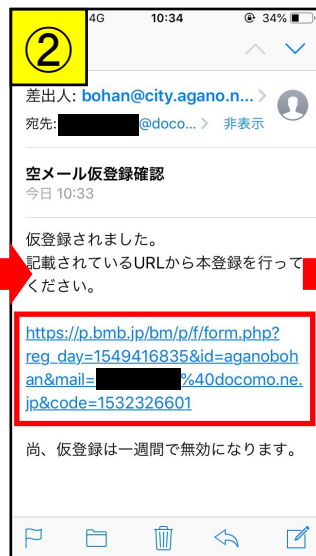 ②
4G 10:34 34%
差出人: bohan@city.agano.n...
宛先: @doco... 非表示
空メール仮登録確認
今日 10:33
仮登録されました。
記載されているURLから本登録を行って
ください。
https://p.bmb.jp/bm/p/f/form.php?
reg_day=1549416835&id=aganoboh
an&mail= %40docomo.ne.
jp&code=1532326601
尚、仮登録は一週間で無効になります。